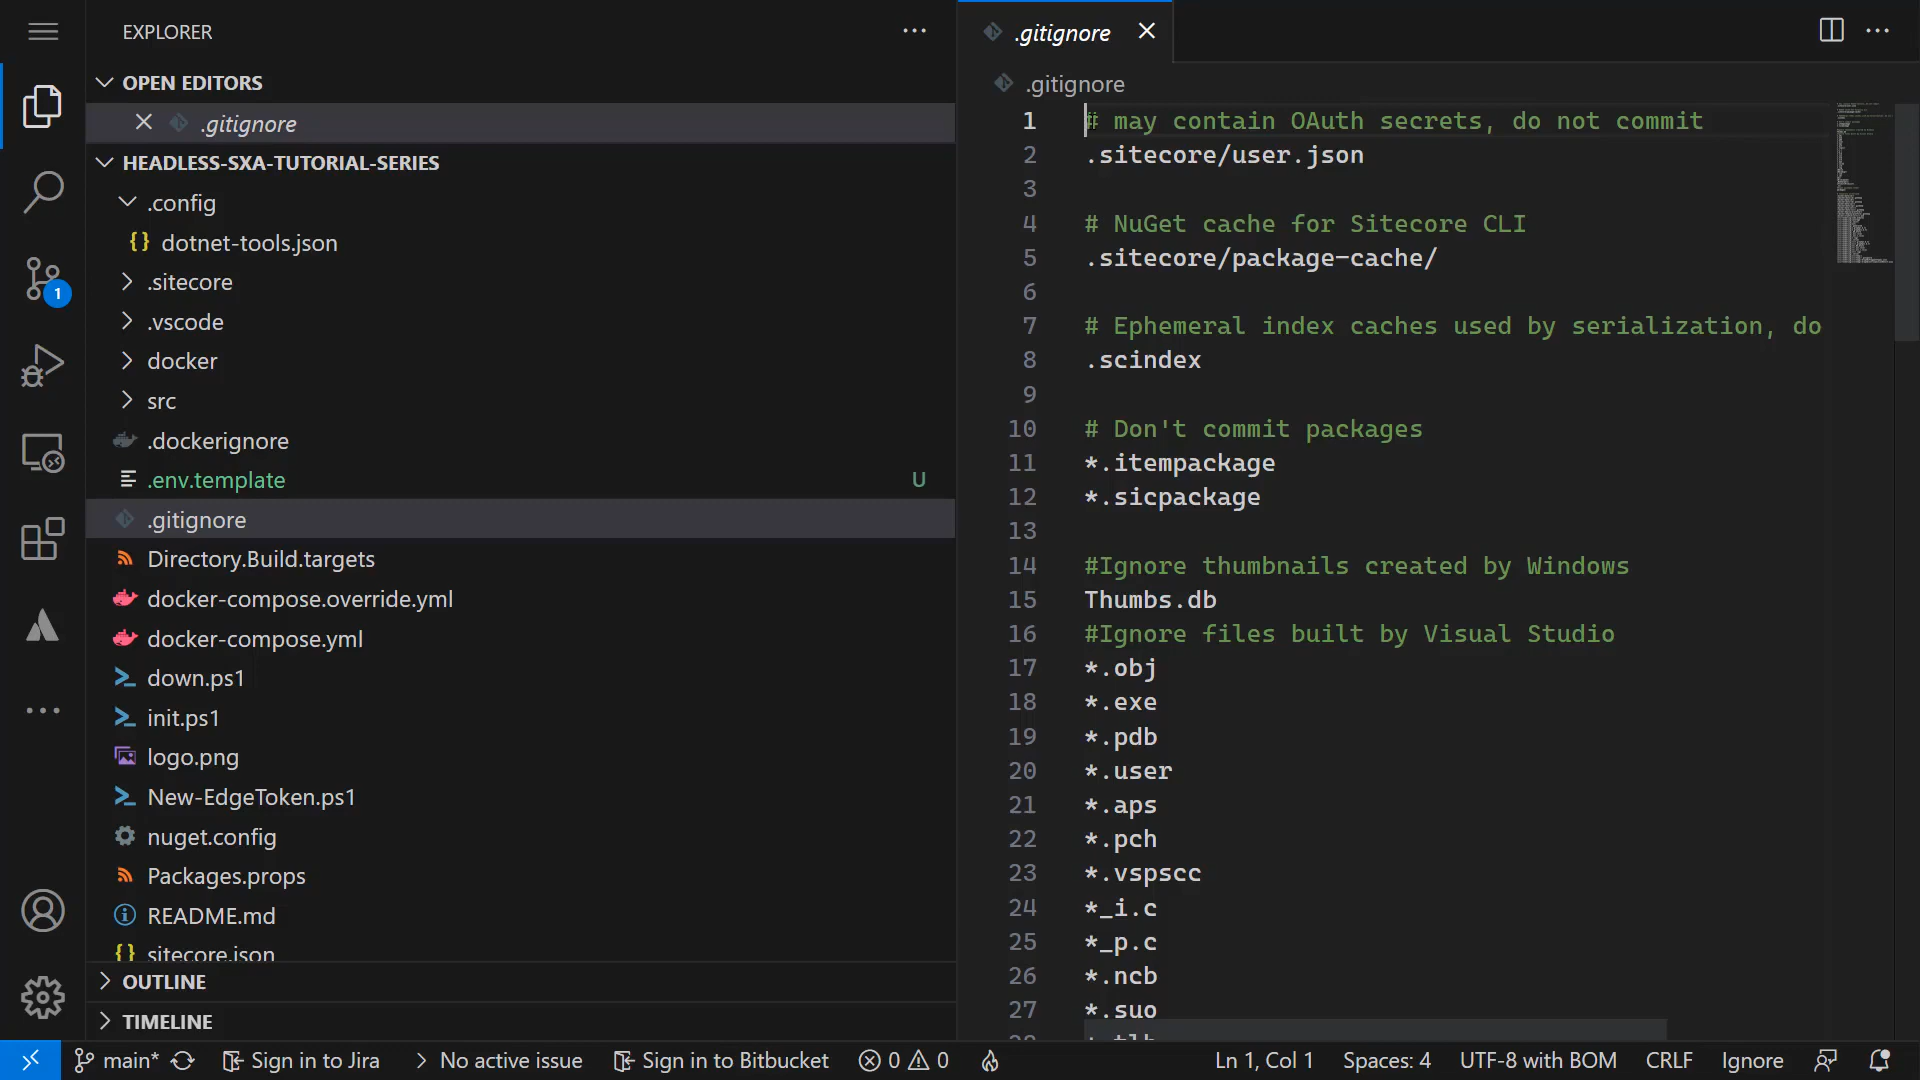 EXPLORER
OPEN EDITORS
.gitignore
HEADLESS-SXA-TUTORIAL-SERIES
.config
{} dotnet-tools.json
.sitecore
.vscode
docker
src
.dockerignore
.env.template U
.gitignore
Directory.Build.targets
docker-compose.override.yml
docker-compose.yml
down.ps1
init.ps1
logo.png
New-EdgeToken.ps1
nuget.config
Packages.props
README.md
{} sitecore.json
OUTLINE
TIMELINE
1
.gitignore
.gitignore
1 # may contain OAuth secrets, do not commit
2 .sitecore/user.json
3
4 # NuGet cache for Sitecore CLI
5 .sitecore/package-cache/
6
7 # Ephemeral index caches used by serialization, do
8 .scindex
9
10 # Don't commit packages
11 *.itempackage
12 *.sicpackage
13
14 #Ignore thumbnails created by Windows
15 Thumbs.db
16 #Ignore files built by Visual Studio
17 *.obj
18 *.exe
19 *.pdb
20 *.user
21 *.aps
22 *.pch
23 *.vspscc
24 *_i.c
25 *_p.c
26 *.ncb
27 *.suo
main* Sign in to Jira No active issue Sign in to Bitbucket 0 0 Ln 1, Col 1 Spaces: 4 UTF-8 with BOM CRLF Ignore